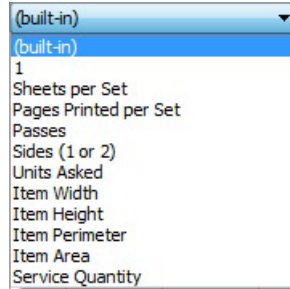 (built-in)
(built-in)
1
Sheets per Set
Pages Printed per Set
Passes
Sides (1 or 2)
Units Asked
Item Width
Item Height
Item Perimeter
Item Area
Service Quantity